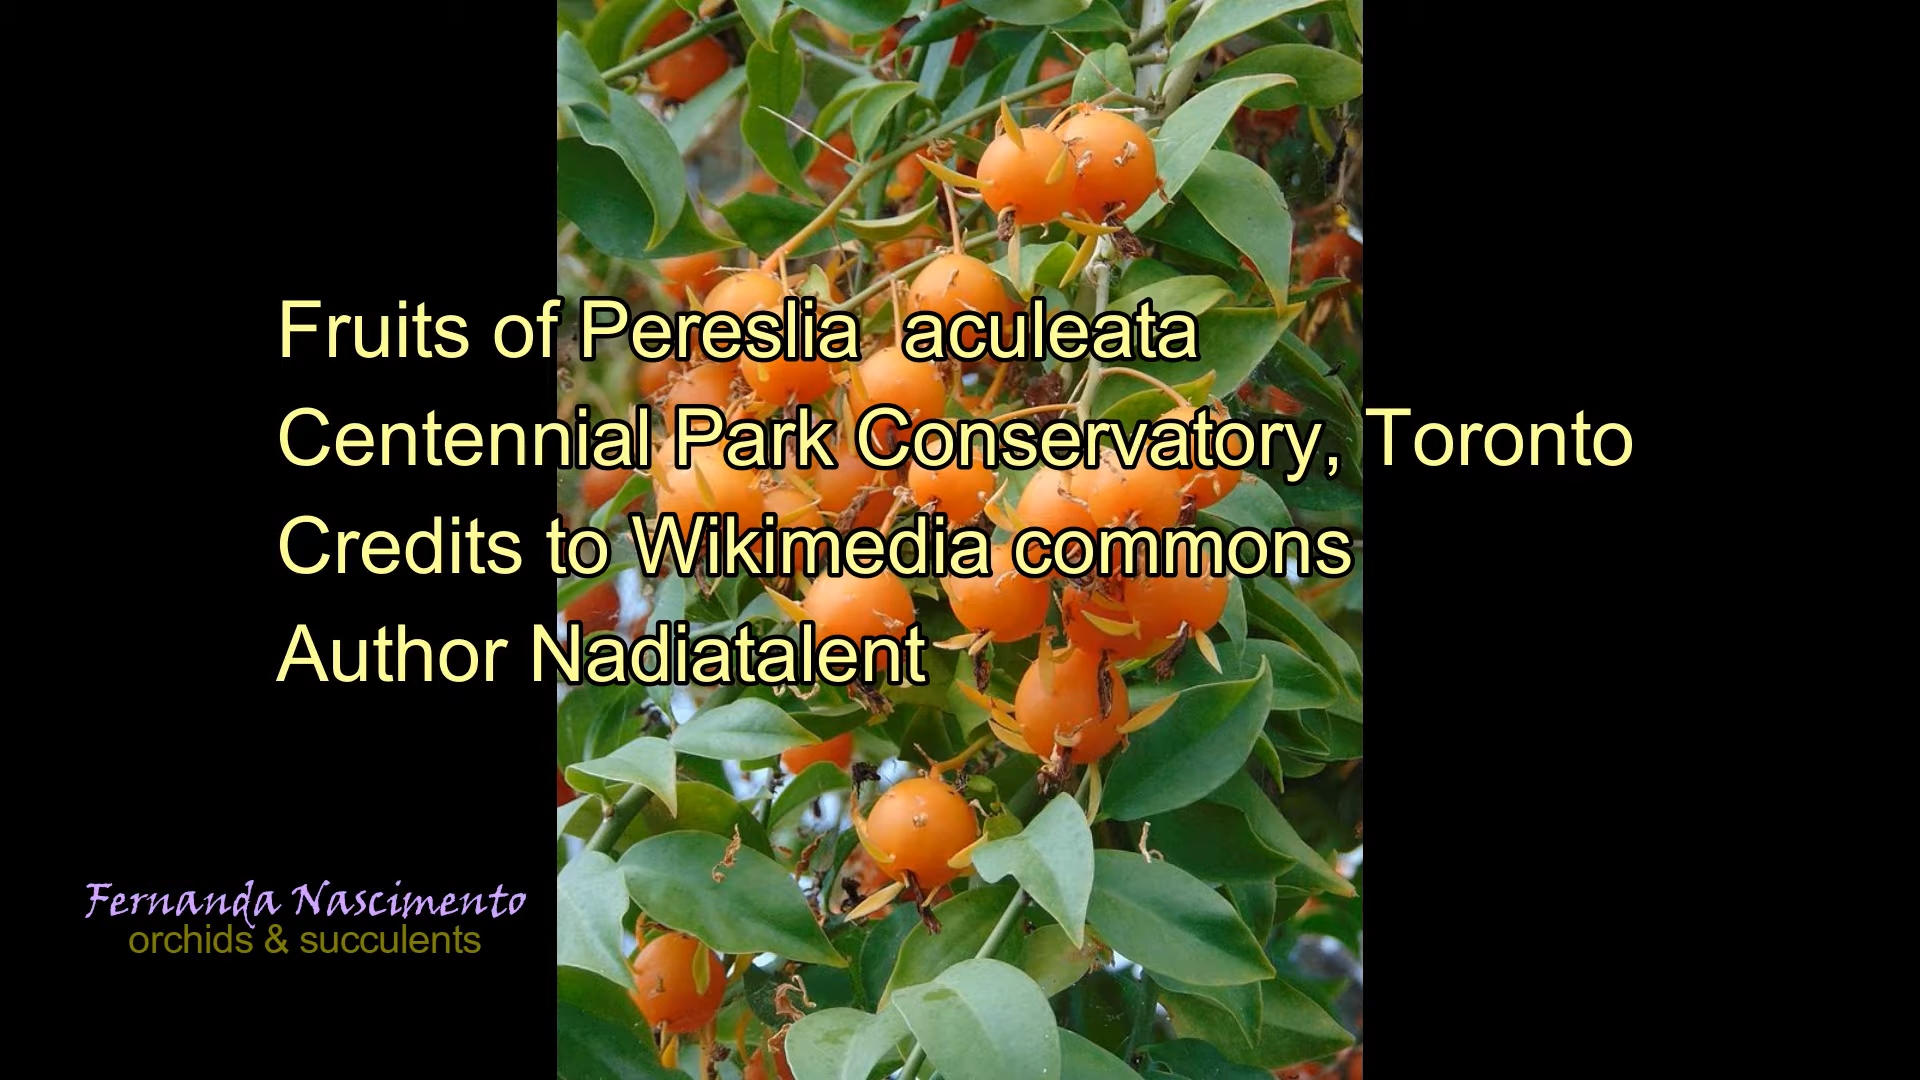 Fruits of Pereslia  aculeata
Centennial Park Conservatory, Toronto
Credits to Wikimedia commons
Author Nadiatalent
Fernanda Nascimento
orchids & succulents